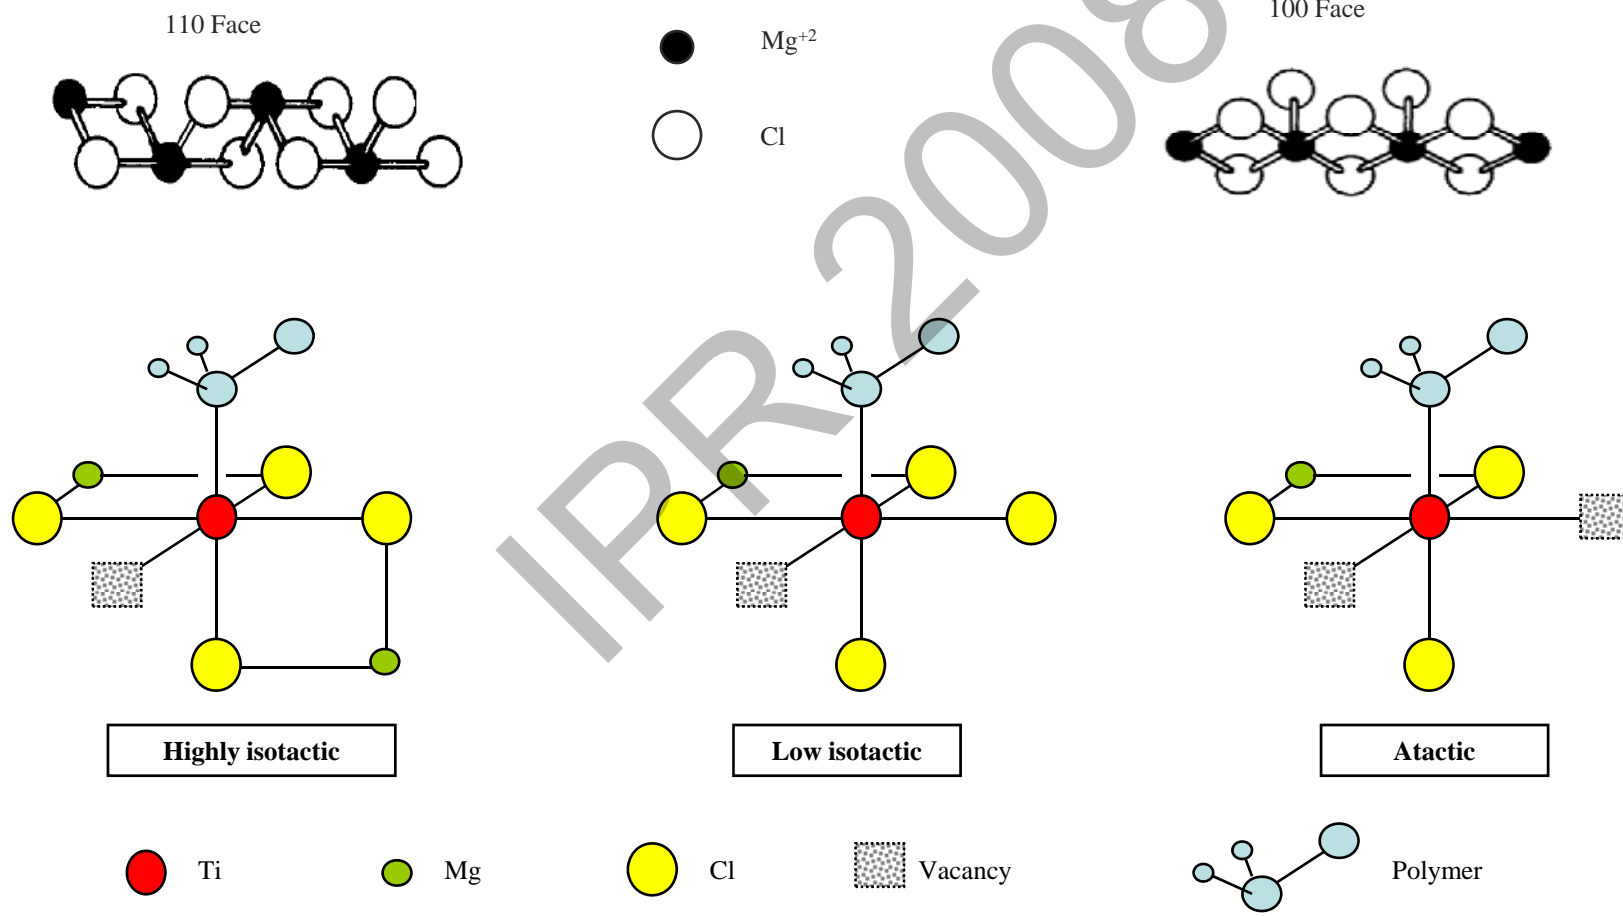 110 Face
Mg+2
100 Face
Cl
IPR 2008
Highly isotactic
Low isotactic
Atactic
Ti
Mg
Cl
Vacancy
Polymer